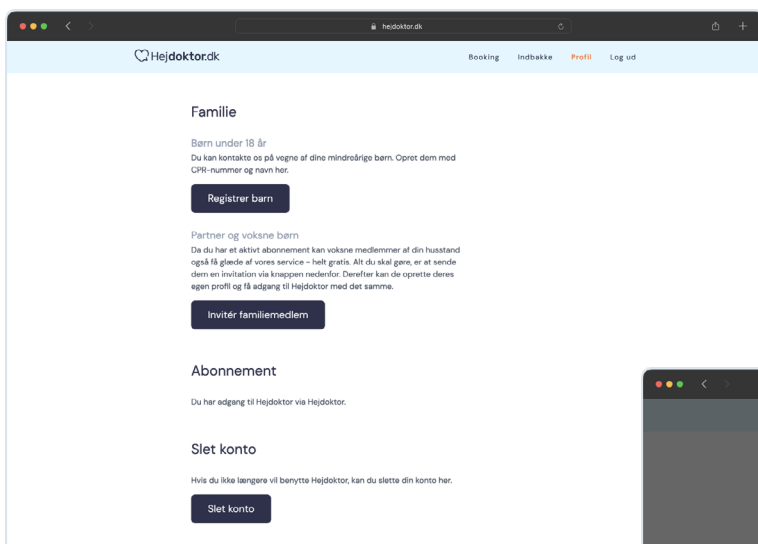 hejdoktor.dk
Hejdoktor.dk
Booking Indbakke Profil Log ud
Familie
Børn under 18 år
Du kan kontakte os på vegne af dine mindreårige børn. Opret dem med
CPR-nummer og navn her.
Registrer barn
Partner og voksne børn
Da du har et aktivt abonnement kan voksne medlemmer af din husstand
også få glæde af vores service – helt gratis. Alt du skal gøre, er at sende
dem en invitation via knappen nedenfor. Derefter kan de oprette deres
egen profil og få adgang til Hejdoktor med det samme.
Invitér familiemedlem
Abonnement
Du har adgang til Hejdoktor via Hejdoktor.
Slet konto
Hvis du ikke længere vil benytte Hejdoktor, kan du slette din konto her.
Slet konto